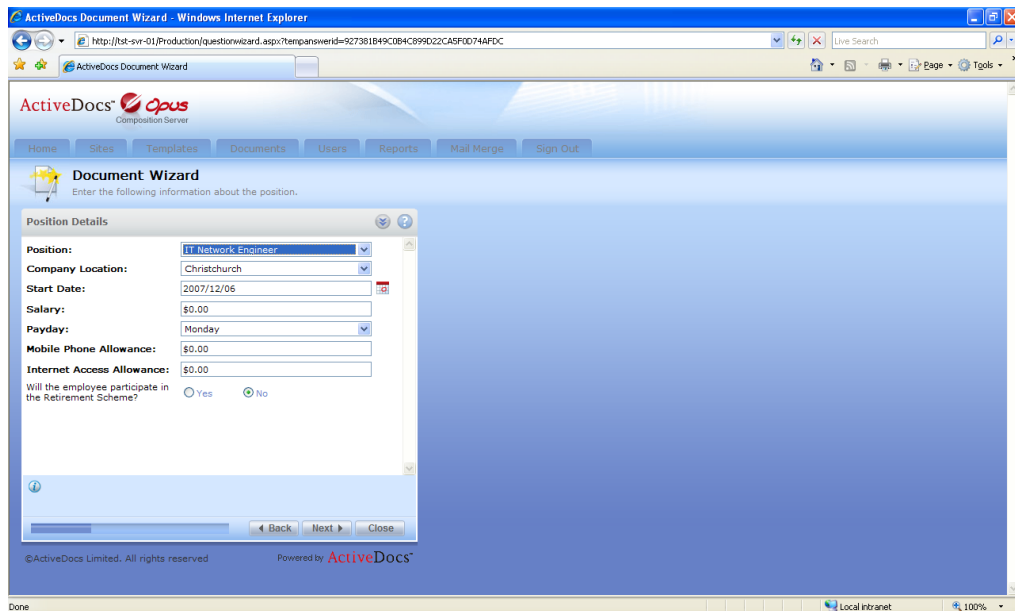 ActiveDocs Document Wizard - Windows Internet Explorer
http://tst-svr-01/Production/questionwizard.aspx?tempanswerid=927381B49C0B4C899D22CA5F0D74AFDC
Live Search
ActiveDocs Document Wizard
Page Tools
ActiveDocs Opus
Composition Server
Home Sites Templates Documents Users Reports Mail Merge Sign Out
Document Wizard
Enter the following information about the position.
Position Details
Position: IT Network Engineer
Company Location: Christchurch
Start Date: 2007/12/06
Salary: $0.00
Payday: Monday
Mobile Phone Allowance: $0.00
Internet Access Allowance: $0.00
Will the employee participate in
the Retirement Scheme? Yes No
Back Next Close
©ActiveDocs Limited. All rights reserved Powered by ActiveDocs
Done Local intranet 100%